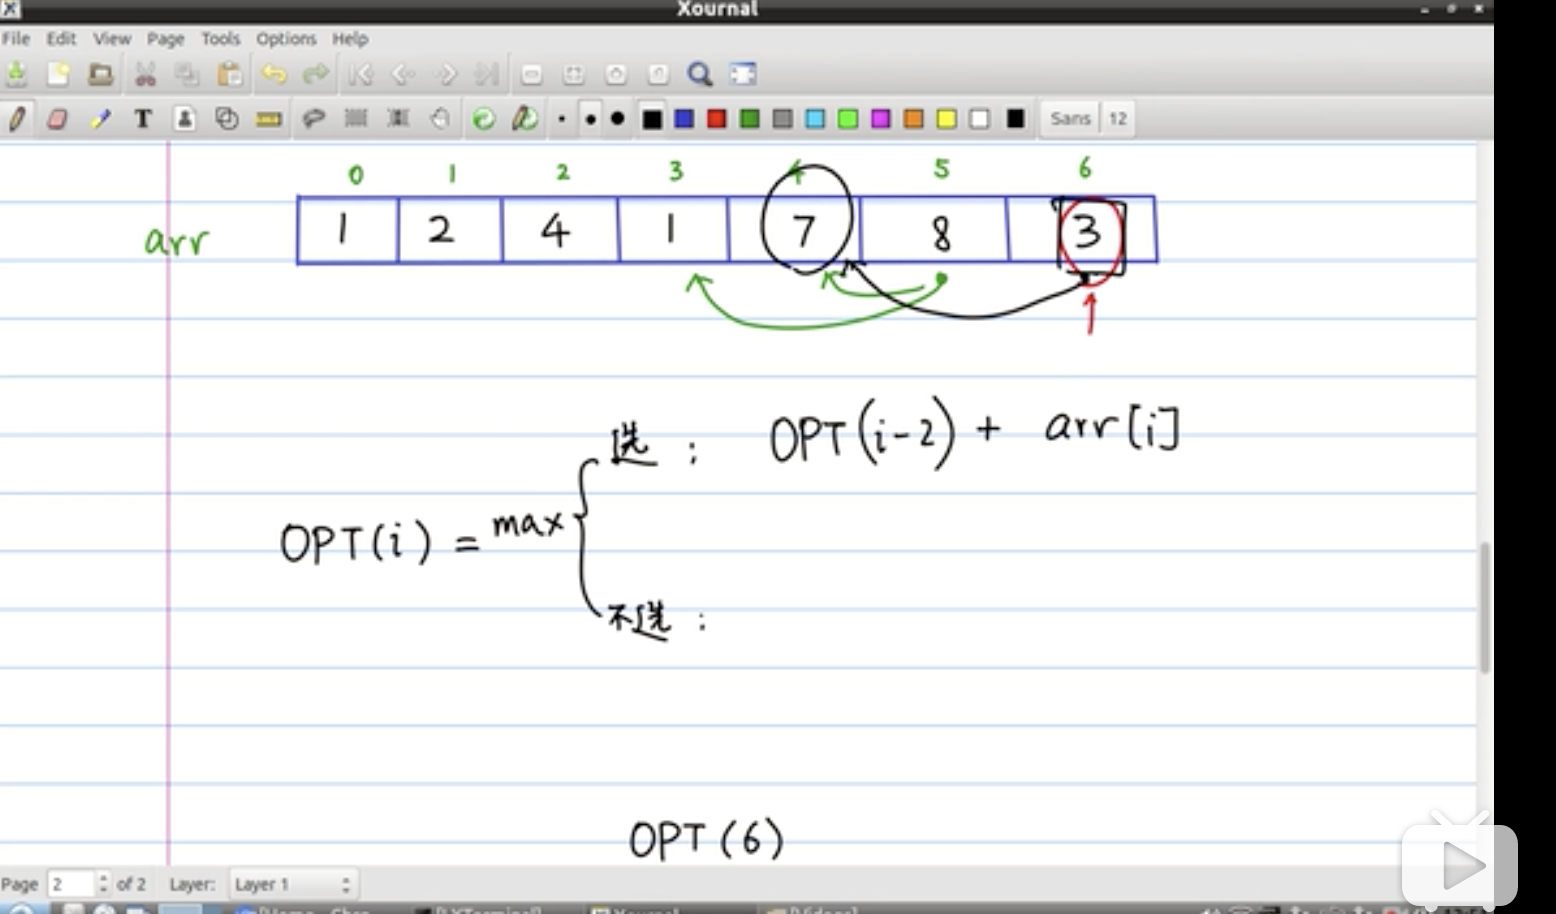 Xournal
File Edit View Page Tools Options Help
Sans 12
0 1 2 3 4 5 6
arr 1 2 4 1 7 8 3
选 : OPT(i-2) + arr[i]
OPT(i) = max
不选 :
OPT(6)
Page 2 of 2 Layer: Layer 1
Xournal